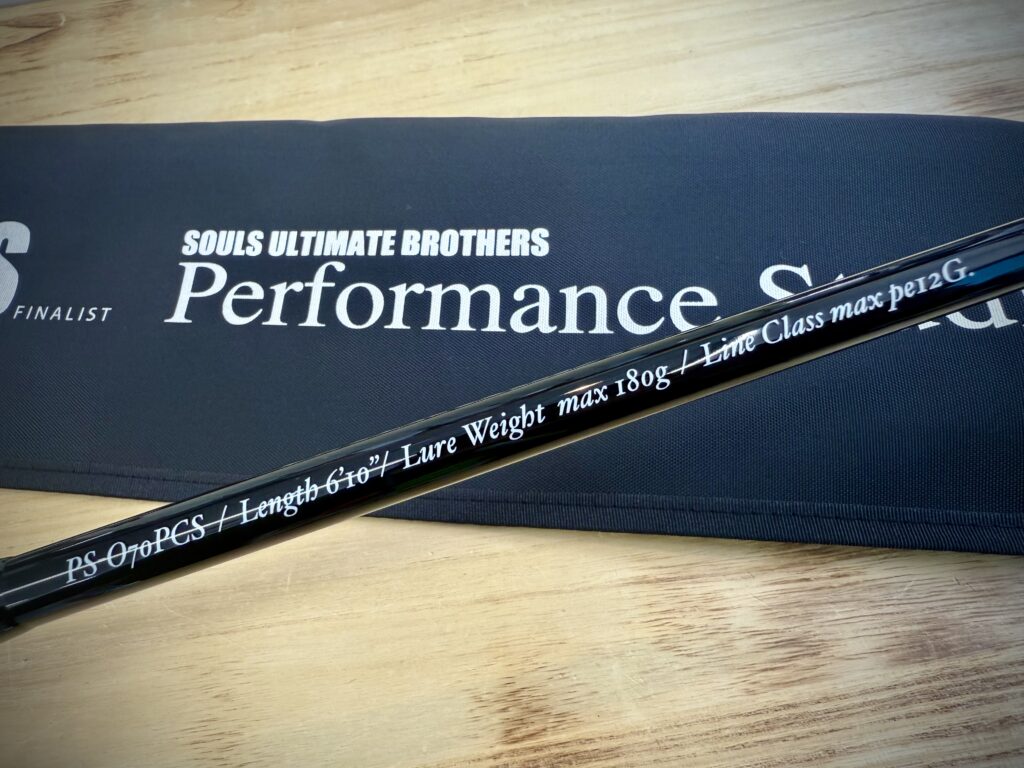 S
FINALIST
SOULS ULTIMATE BROTHERS
Performance
PS O70PCS / Length 6'10"/ Lure Weight max 180g / Line Class max pe12G.